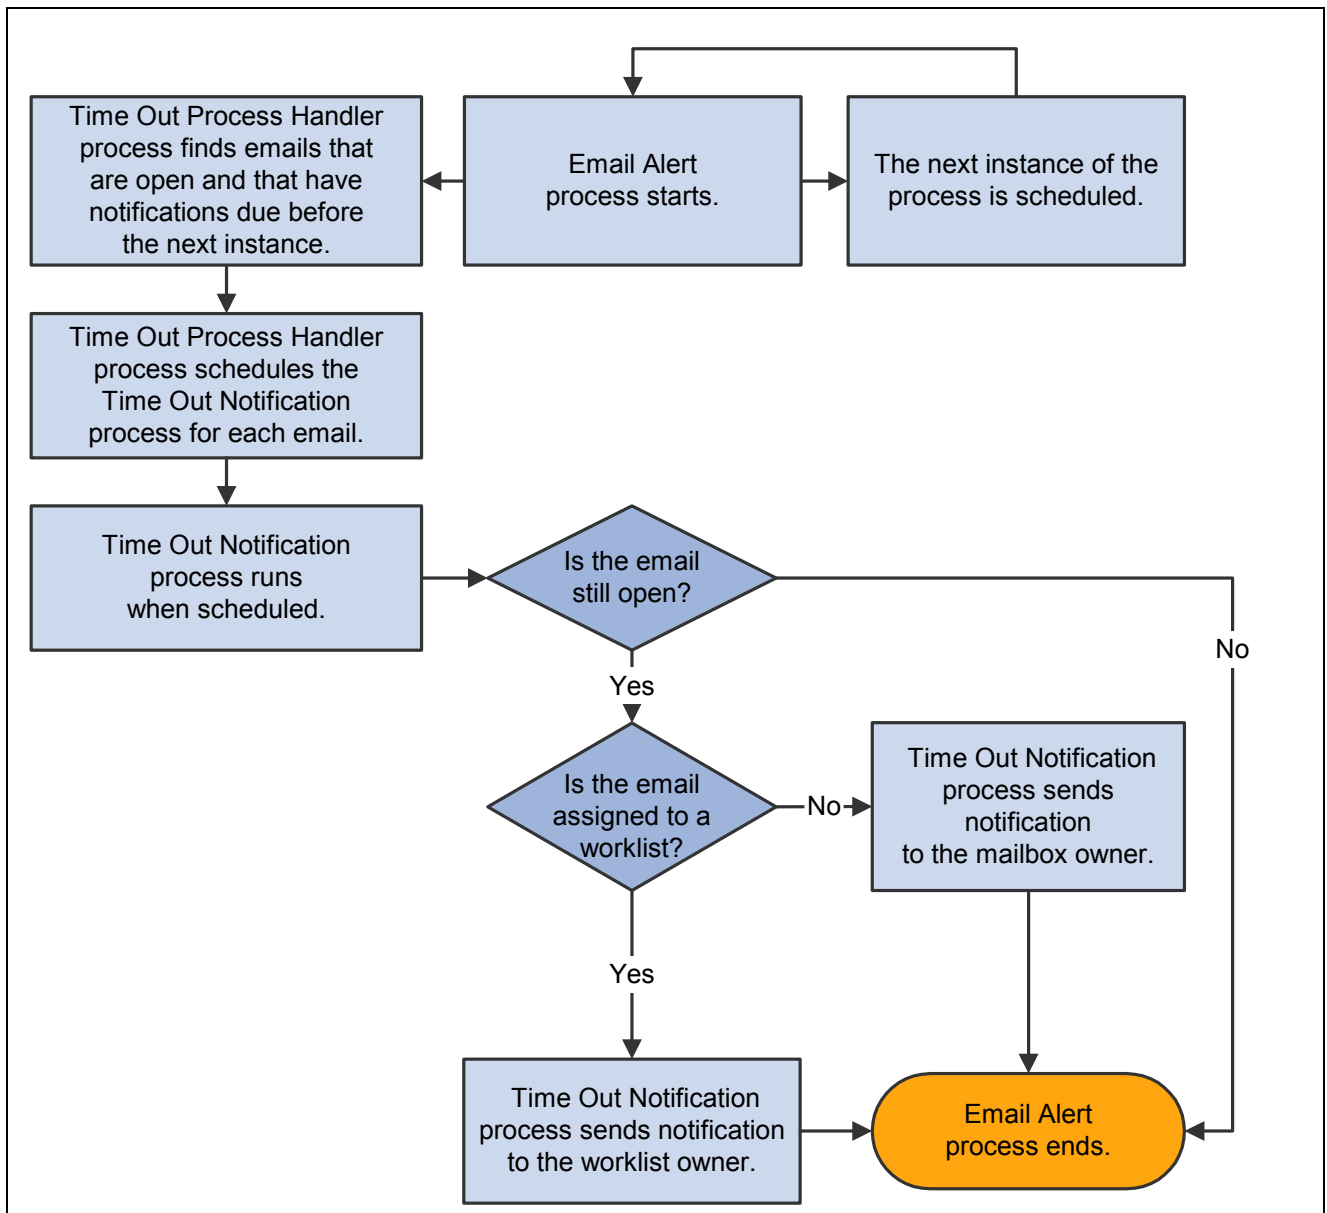 Time Out Process Handler
process finds emails that
are open and that have
notifications due before
the next instance.
Email Alert
process starts.
The next instance of the
process is scheduled.
Time Out Process Handler
process schedules the
Time Out Notification
process for each email.
Time Out Notification
process runs
when scheduled.
Is the email
still open?
No
Yes
Is the email
assigned to a
worklist?
No
Time Out Notification
process sends
notification
to the mailbox owner.
Yes
Time Out Notification
process sends notification
to the worklist owner.
Email Alert
process ends.